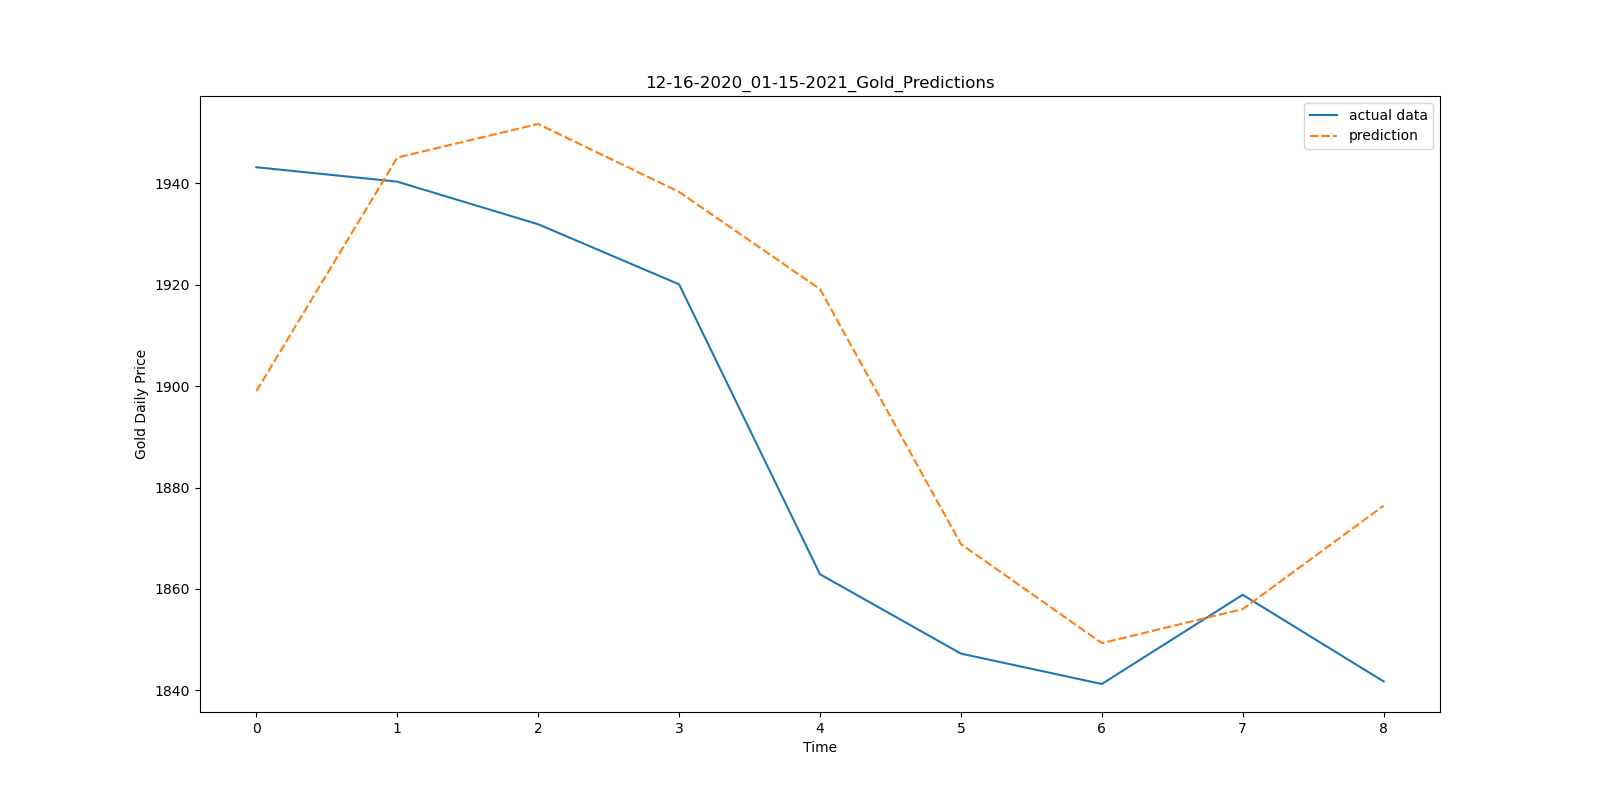 12-16-2020_01-15-2021_Gold_Predictions
actual data
prediction
Gold Daily Price
1940
1920
1900
1880
1860
1840
0 1 2 3 4 5 6 7 8
Time